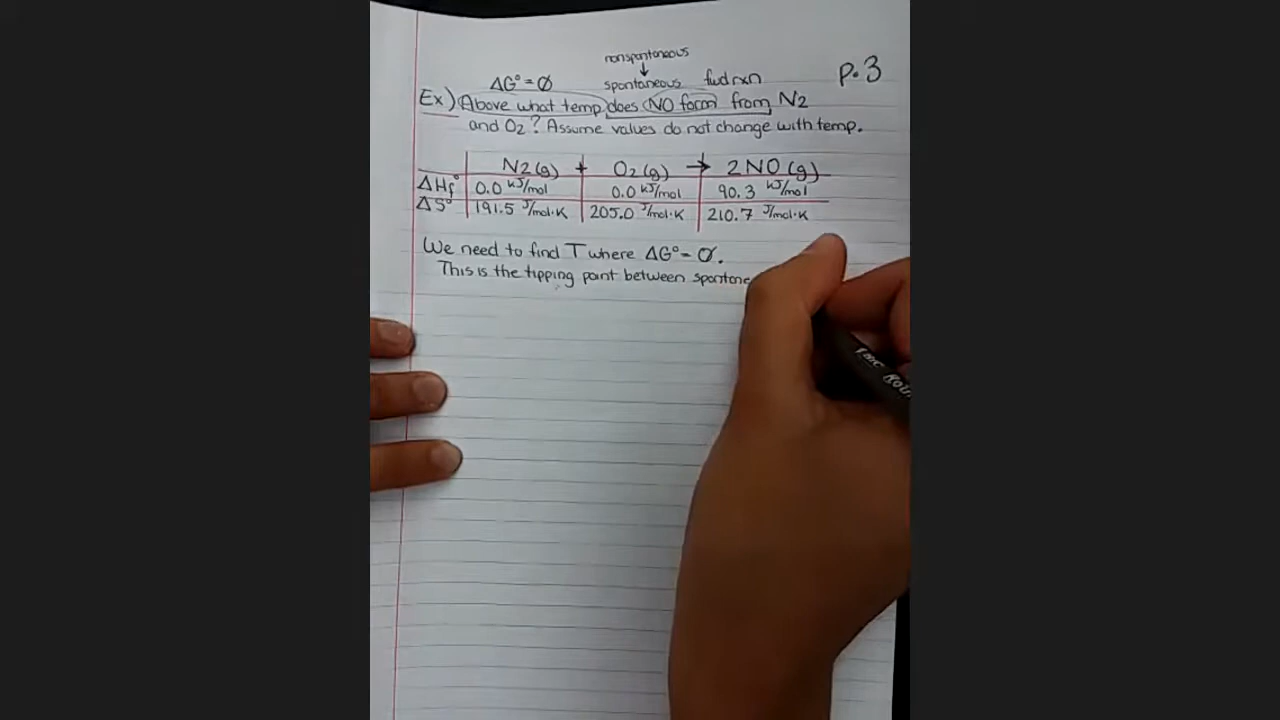 nonspontaneous
↓
ΔG° = Ø spontaneous fwd rxn p.3
Ex) Above what temp does NO form from N2
and O2? Assume values do not change with temp.
N2(g) + O2(g) → 2NO(g)
ΔHf° 0.0 kJ/mol 0.0 kJ/mol 90.3 kJ/mol
ΔS° 191.5 J/mol·K 205.0 J/mol·K 210.7 J/mol·K
We need to find T where ΔG° = Ø.
This is the tipping point between spontane